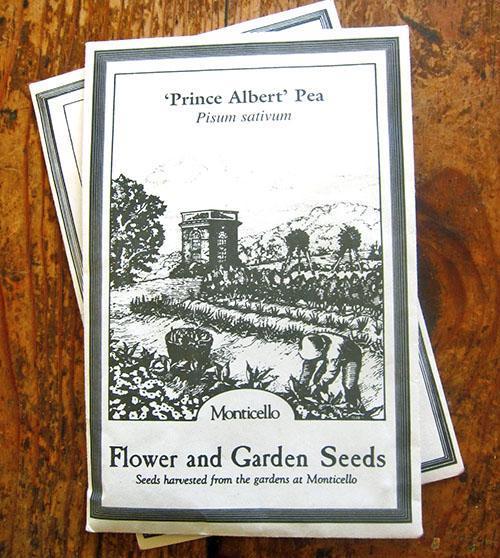 'Prince Albert' Pea
Pisum sativum
Monticello
Flower and Garden Seeds
Seeds harvested from the gardens at Monticello